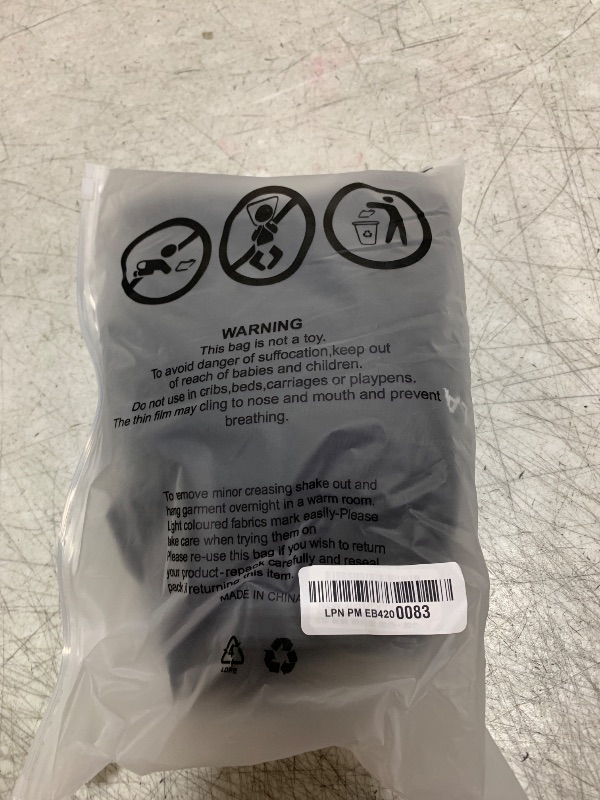 WARNING
This bag is not a toy.
To avoid danger of suffocation,keep out
of reach of babies and children.
Do not use in cribs,beds,carriages or playpens.
The thin film may cling to nose and mouth and prevent
breathing.
To emove minor creasing shake out and
hang garment overnight in a warm room.
Light coloured fabrics mark easily-Please
take care when trying them on
Please re-use this bag if you wish to return
your product-repack carefully and reseal
returning this item.
MADE IN CHINA
LPN PM EB4200083
4
LDPE